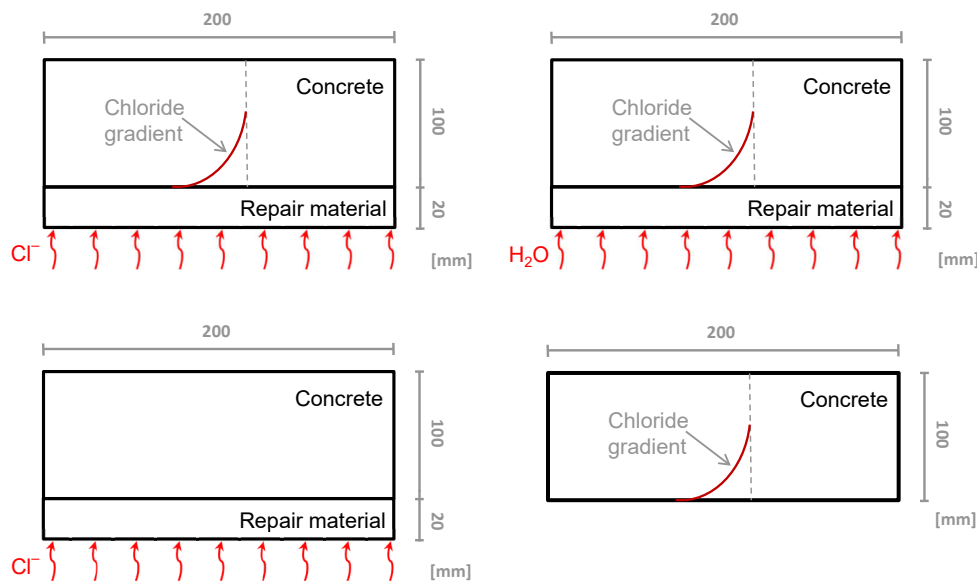 200
Concrete
Chloride
gradient
100
Repair material
20
Cl⁻
[mm]
200
Concrete
Chloride
gradient
100
Repair material
20
H₂O
[mm]
200
Concrete
100
Repair material
20
Cl⁻
[mm]
200
Concrete
Chloride
gradient
100
[mm]